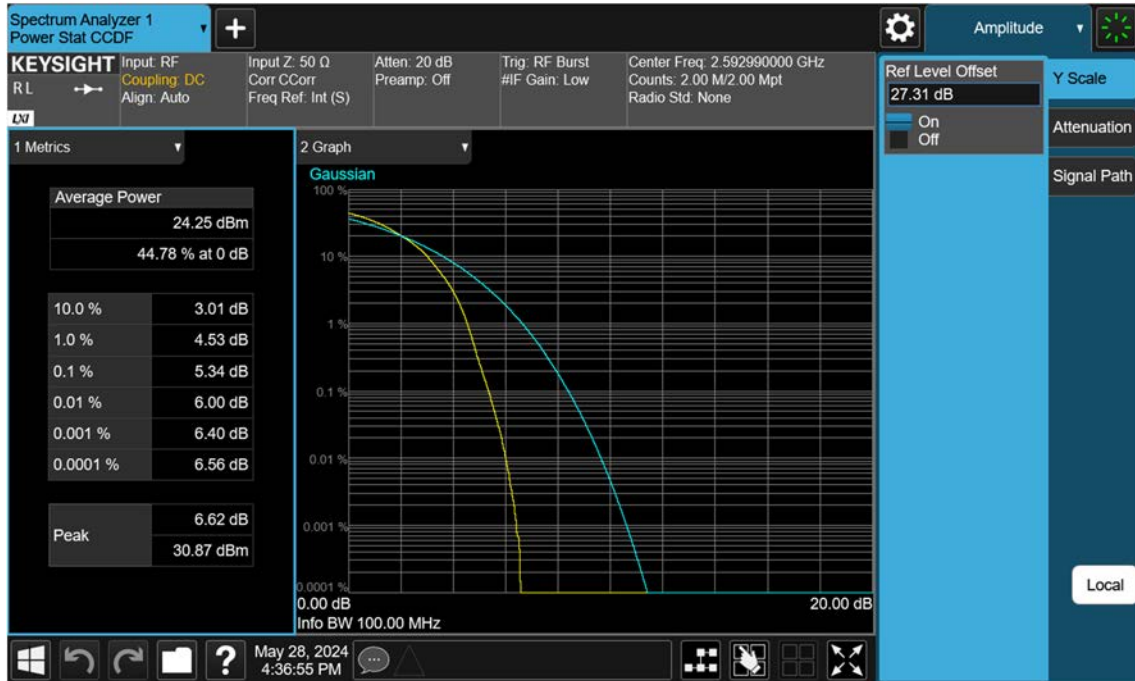 Spectrum Analyzer 1
Power Stat CCDF
+
Amplitude
KEYSIGHT
RL
LXI
Input: RF
Coupling: DC
Align: Auto
Input Z: 50 Ω
Corr CCorr
Freq Ref: Int (S)
Atten: 20 dB
Preamp: Off
Trig: RF Burst
#IF Gain: Low
Center Freq: 2.592990000 GHz
Counts: 2.00 M/2.00 Mpt
Radio Std: None
Ref Level Offset
27.31 dB
On
Off
Y Scale
Attenuation
Signal Path
1 Metrics
Average Power
24.25 dBm
44.78 % at 0 dB
10.0 % 3.01 dB
1.0 % 4.53 dB
0.1 % 5.34 dB
0.01 % 6.00 dB
0.001 % 6.40 dB
0.0001 % 6.56 dB
Peak 6.62 dB
30.87 dBm
2 Graph
Gaussian
100 %
10 %
1 %
0.1 %
0.01 %
0.001 %
0.0001 %
0.00 dB 20.00 dB
Info BW 100.00 MHz
Local
?
May 28, 2024
4:36:55 PM